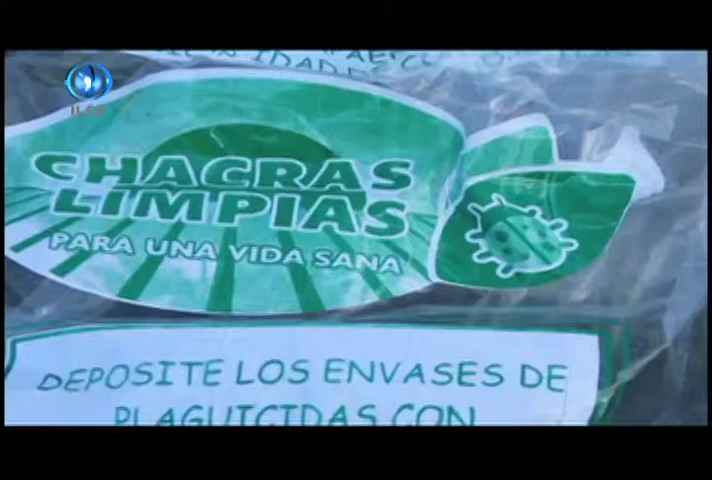 CHACRAS
LIMPIAS
PARA UNA VIDA SANA
DEPOSITE LOS ENVASES DE
PLAGUICIDAS CON